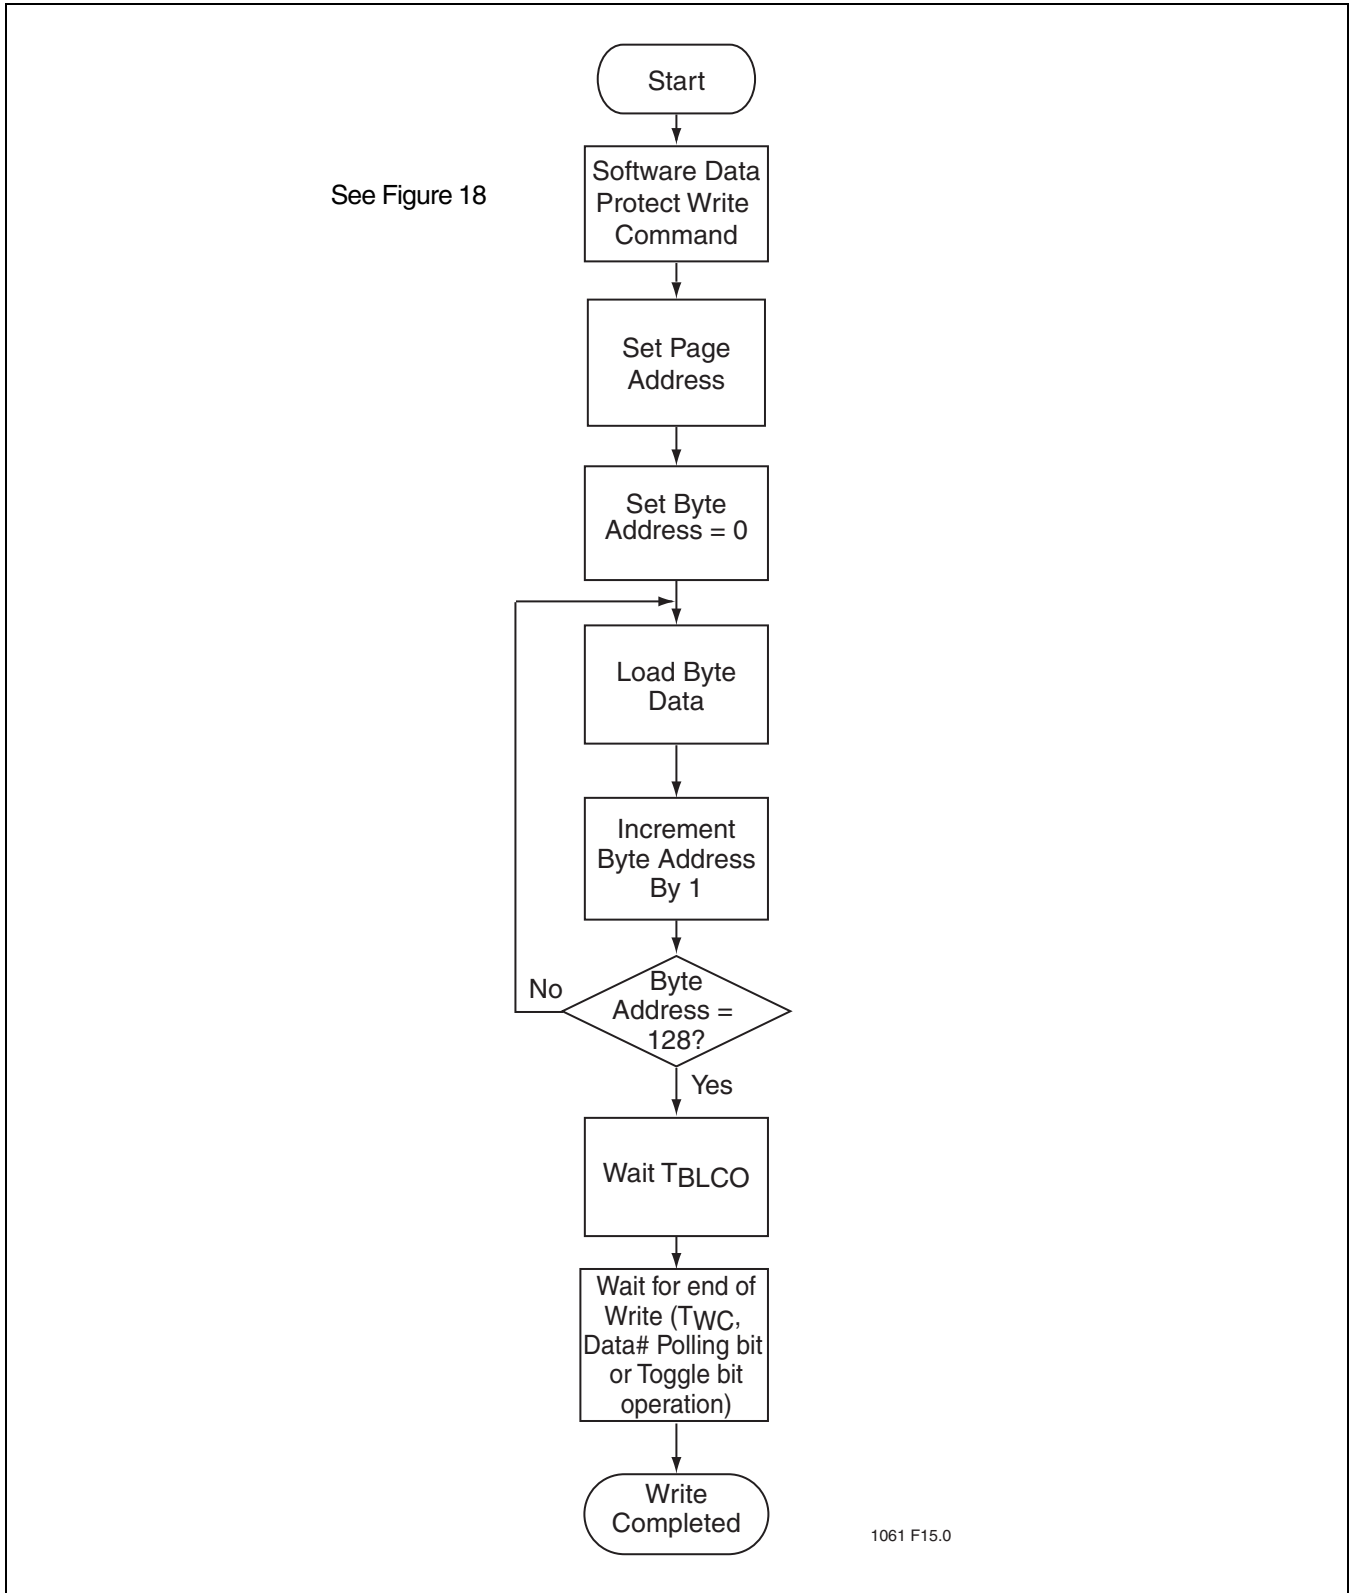 Start
See Figure 18
Software Data
Protect Write
Command
Set Page
Address
Set Byte
Address = 0
Load Byte
Data
Increment
Byte Address
By 1
No
Byte
Address =
128?
Yes
Wait TBLCO
Wait for end of
Write (TWC,
Data# Polling bit
or Toggle bit
operation)
Write
Completed
1061 F15.0